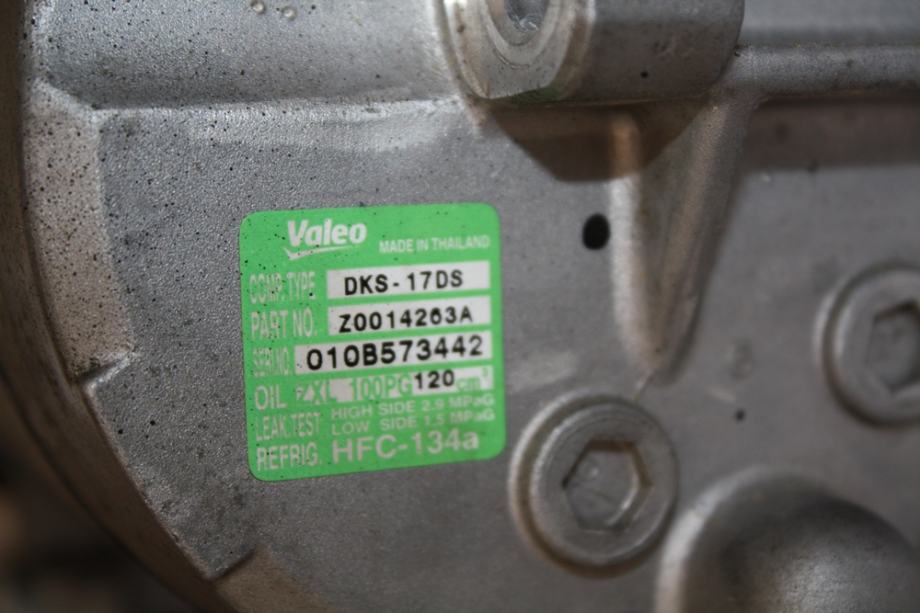 Valeo MADE IN THAILAND
COMP. TYPE DKS-17DS
PART NO. Z0014263A
SERI.NO. 010B573442
OIL ZXL 100PG 120 cm³
LEAK.TEST HIGH SIDE 2.9 MPaG
LOW SIDE 1.5 MPaG
REFRIG. HFC-134a